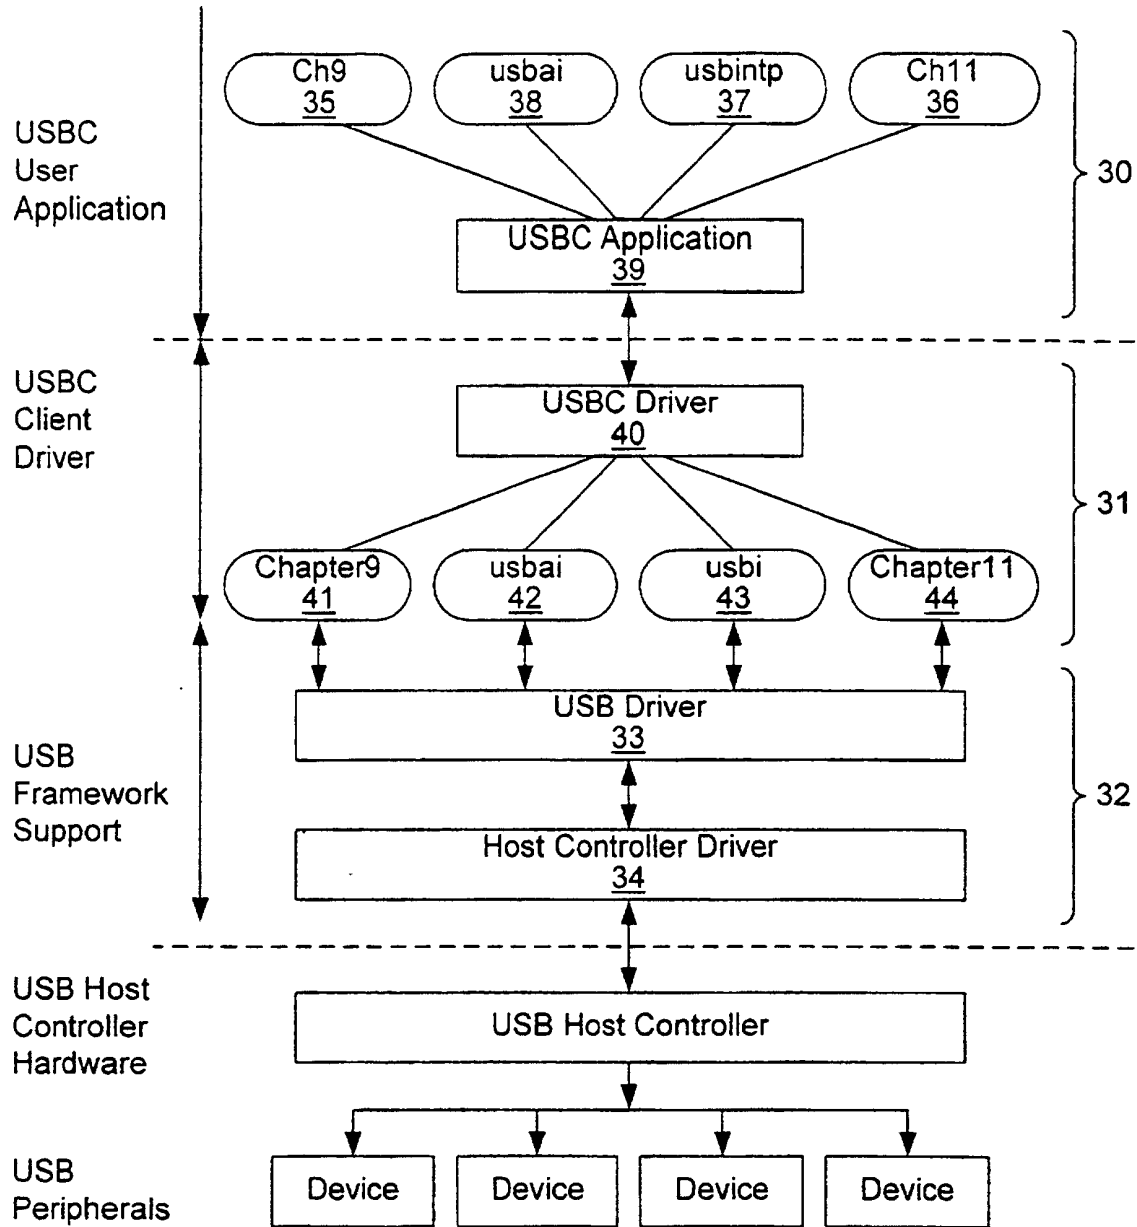 Ch9
35
usbai
38
usbintp
37
Ch11
36
USBC
User
Application
30
USBC Application
39
USBC
Client
Driver
USBC Driver
40
31
Chapter9
41
usbai
42
usbi
43
Chapter11
44
USB Driver
33
USB
Framework
Support
32
Host Controller Driver
34
USB Host
Controller
Hardware
USB Host Controller
USB
Peripherals
Device
Device
Device
Device